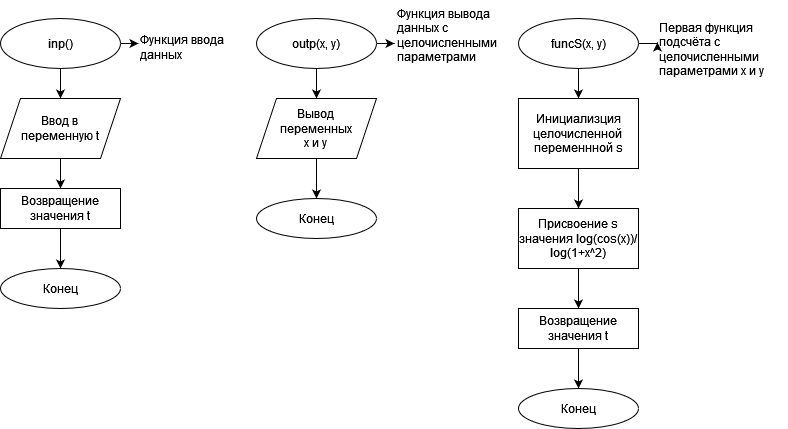 inp()
Функция ввода
данных
Ввод в
переменную t
Возвращение
значения t
Конец
outp(x, y)
Функция вывода
данных с
целочисленными
параметрами
Вывод
переменных
x и y
Конец
funcS(x, y)
Первая функция
подсчёта с
целочисленными
параметрами x и y
Инициализция
целочисленной
переменнной s
Присвоение s
значения log(cos(x))/
log(1+x^2)
Возвращение
значения t
Конец